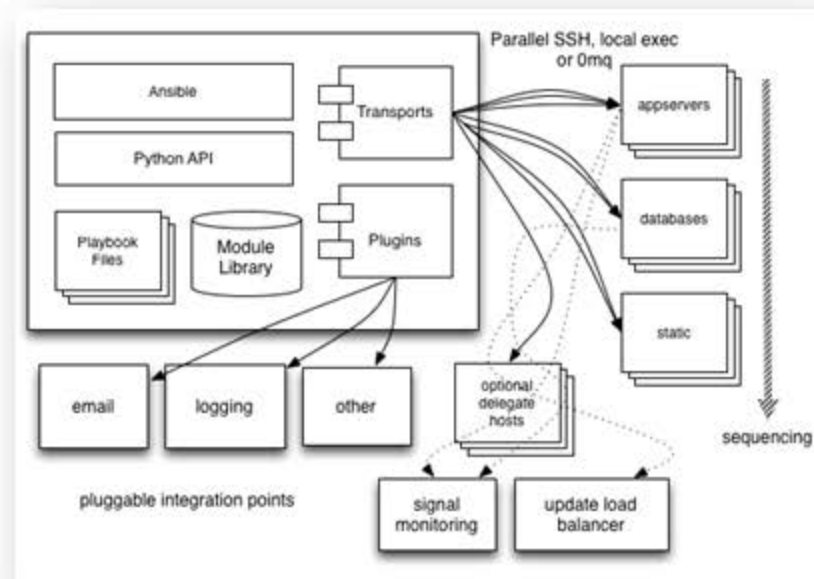 Parallel SSH, local exec
or 0mq
Ansible
Transports
appservers
Python API
Playbook
Files
Module
Library
Plugins
databases
static
email
logging
other
optional
delegate
hosts
sequencing
pluggable integration points
signal
monitoring
update load
balancer